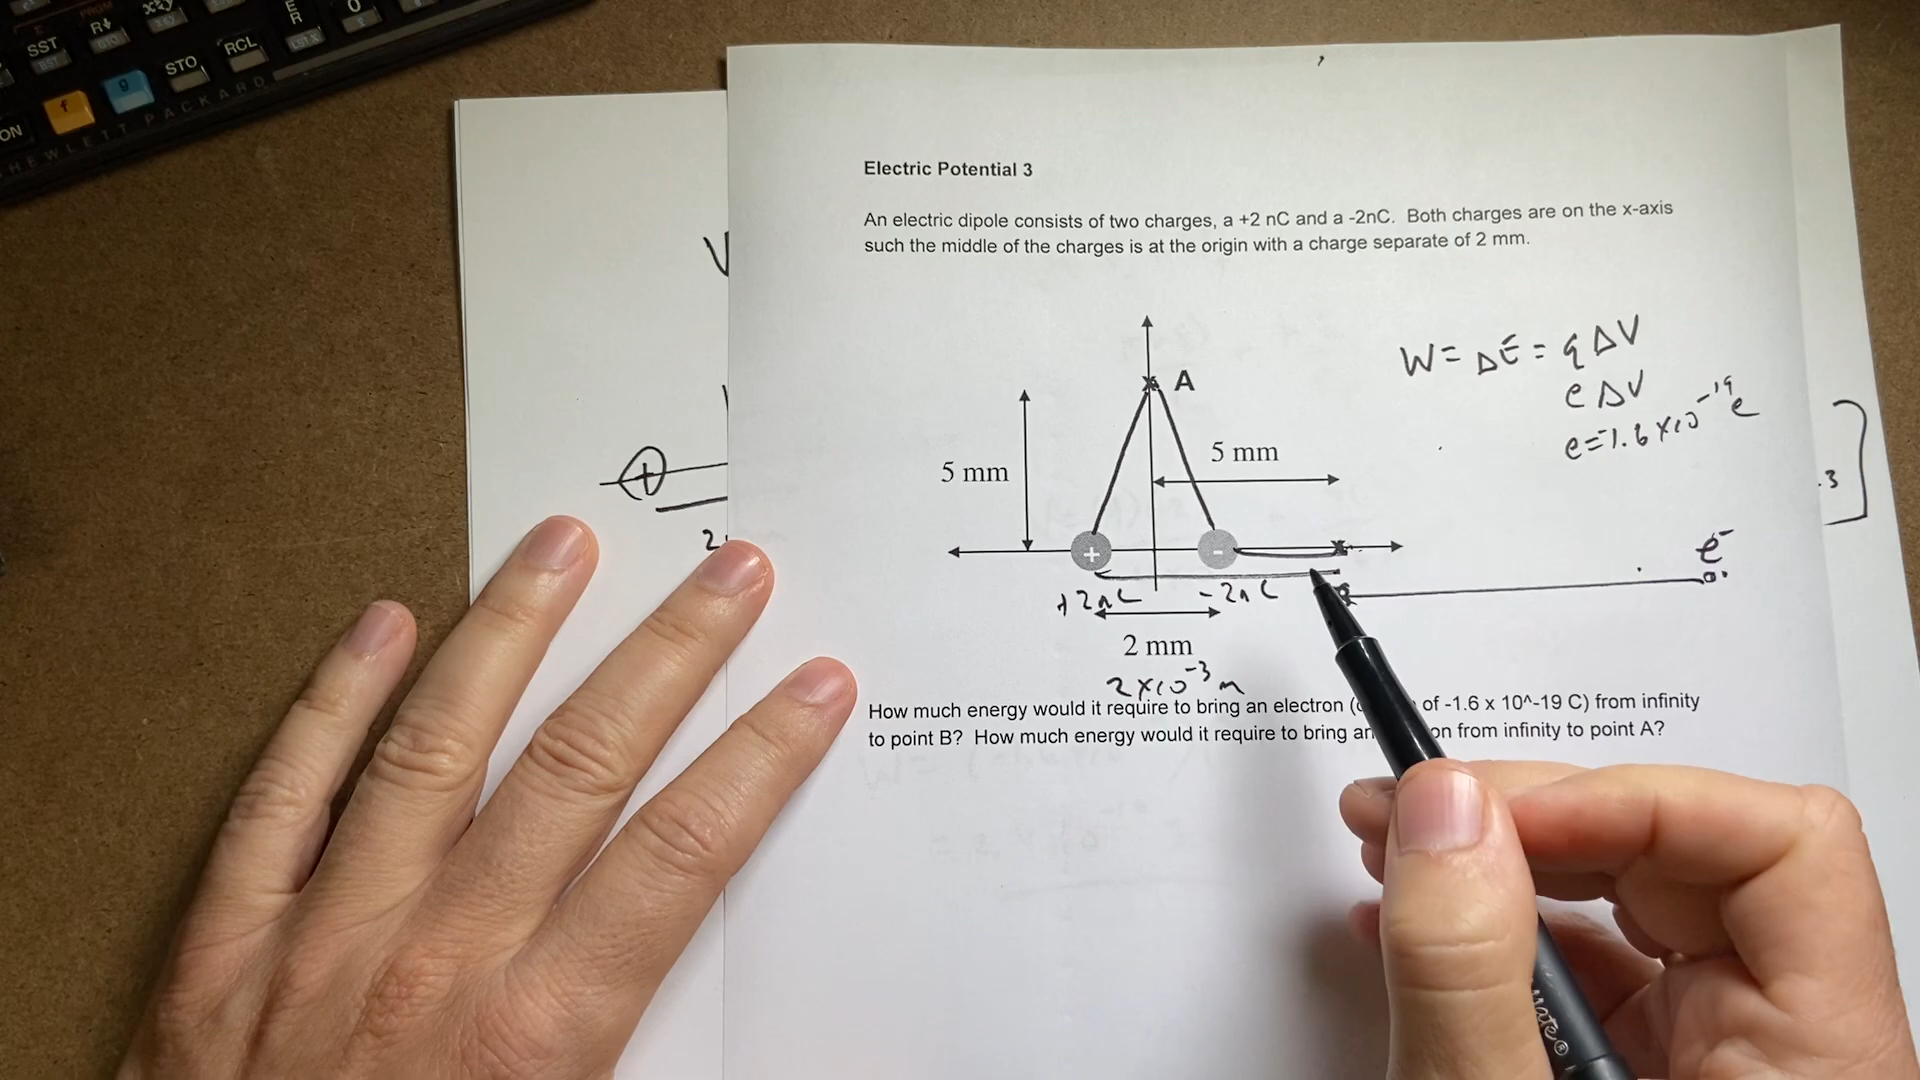 SST
R↓
STO
RCL
f
g
ON
HEWLETT PACKARD
Electric Potential 3
An electric dipole consists of two charges, a +2 nC and a -2nC. Both charges are on the x-axis
such the middle of the charges is at the origin with a charge separate of 2 mm.
V
W = ΔE = qΔV
A
eΔV
e=-1.6x10^-19 e
5 mm
5 mm
+
.3
2.
+
-
e-
+2nC
-2nC
2 mm
2x10^-3 m
How much energy would it require to bring an electron ( of -1.6 x 10^-19 C) from infinity
to point B? How much energy would it require to bring an on from infinity to point A?